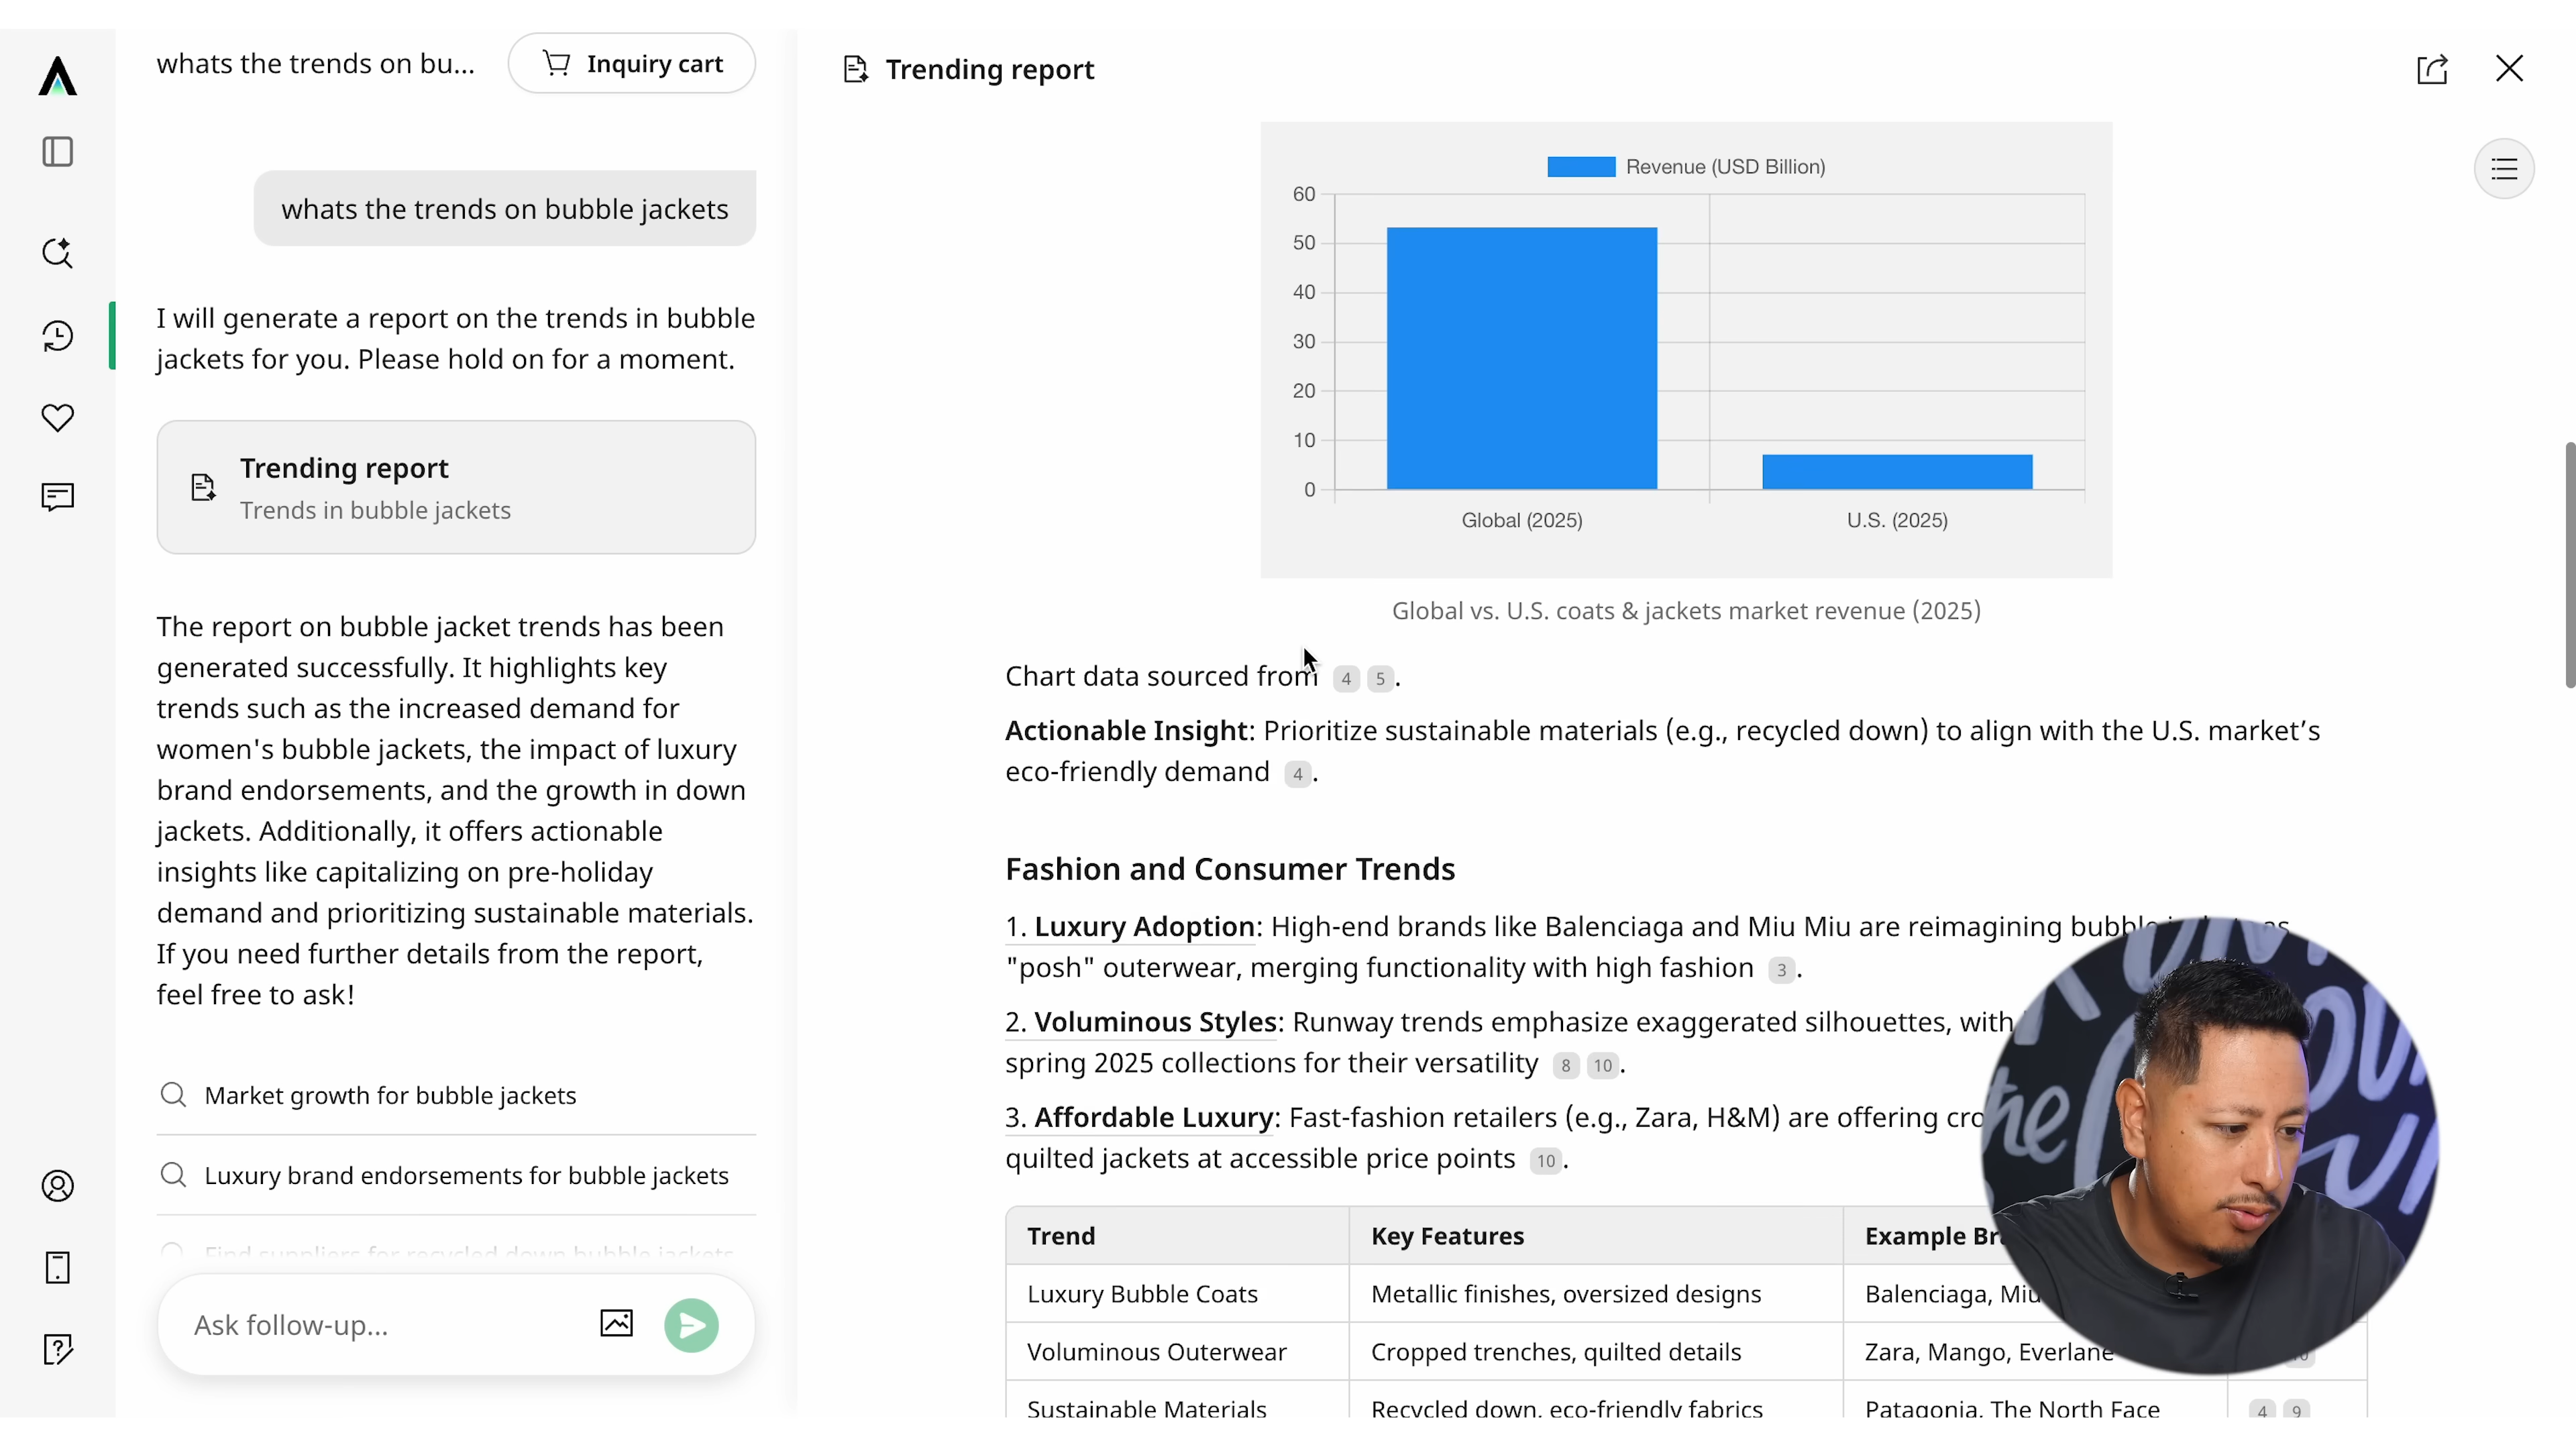 whats the trends on bu...
Inquiry cart
whats the trends on bubble jackets
I will generate a report on the trends in bubble
jackets for you. Please hold on for a moment.
Trending report
Trends in bubble jackets
The report on bubble jacket trends has been
generated successfully. It highlights key
trends such as the increased demand for
women's bubble jackets, the impact of luxury
brand endorsements, and the growth in down
jackets. Additionally, it offers actionable
insights like capitalizing on pre-holiday
demand and prioritizing sustainable materials.
If you need further details from the report,
feel free to ask!
Market growth for bubble jackets
Luxury brand endorsements for bubble jackets
Find suppliers for recycled down bubble jackets
Ask follow-up...
Trending report
Revenue (USD Billion)
60
50
40
30
20
10
0
Global (2025)
U.S. (2025)
Global vs. U.S. coats & jackets market revenue (2025)
Chart data sourced from 4 5.
Actionable Insight: Prioritize sustainable materials (e.g., recycled down) to align with the U.S. market’s
eco-friendly demand 4.
Fashion and Consumer Trends
1. Luxury Adoption: High-end brands like Balenciaga and Miu Miu are reimagining bubble jackets as
"posh" outerwear, merging functionality with high fashion 3.
2. Voluminous Styles: Runway trends emphasize exaggerated silhouettes, with
spring 2025 collections for their versatility 8 10.
3. Affordable Luxury: Fast-fashion retailers (e.g., Zara, H&M) are offering
quilted jackets at accessible price points 10.
Trend Key Features Example
Luxury Bubble Coats Metallic finishes, oversized designs Balenciaga, Miu
Voluminous Outerwear Cropped trenches, quilted details Zara, Mango, Everlane
Sustainable Materials Recycled down, eco-friendly fabrics Patagonia, The North Face 4 9
the